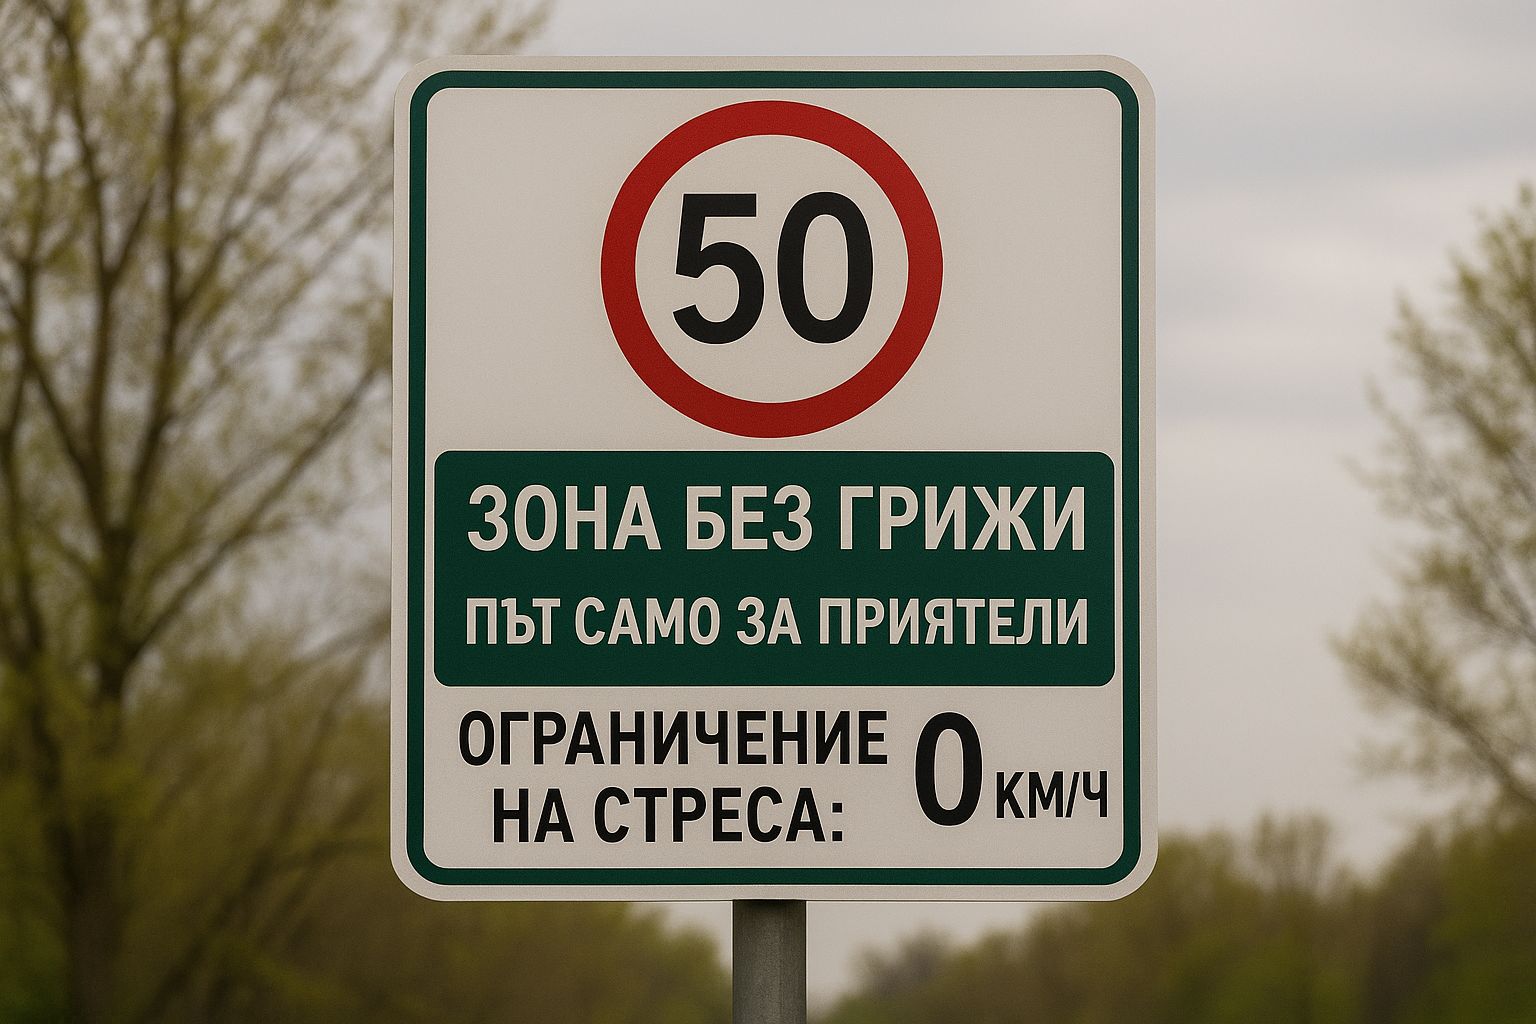 50
ЗОНА БЕЗ ГРИЖИ
ПЪТ САМО ЗА ПРИЯТЕЛИ
ОГРАНИЧЕНИЕ
НА СТРЕСА: 0 КМ/Ч